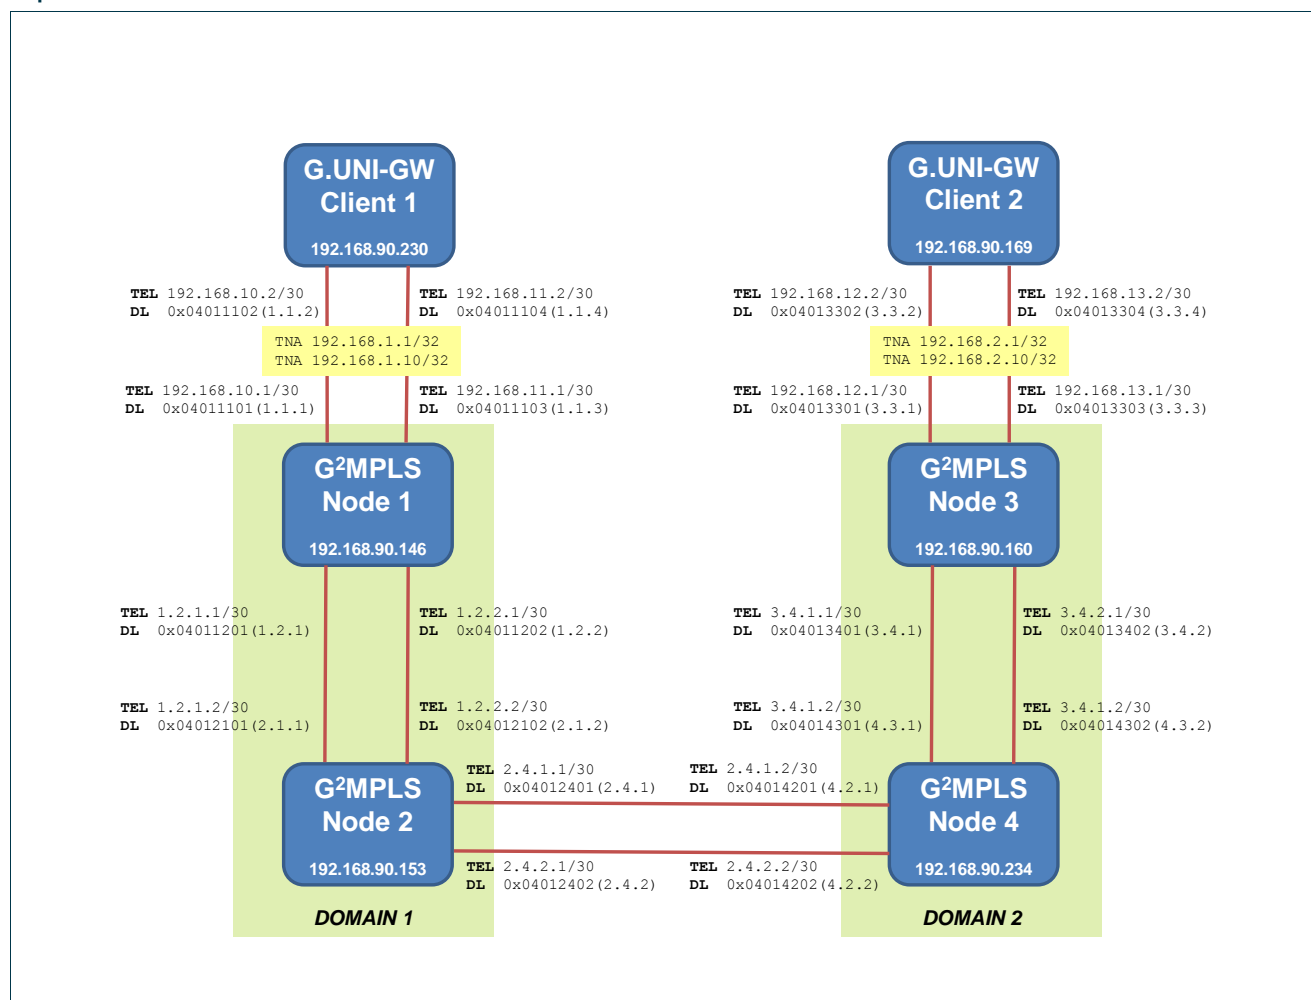 G.UNI-GW
Client 1
192.168.90.230
G.UNI-GW
Client 2
192.168.90.169
TEL 192.168.10.2/30
DL 0x04011102(1.1.2)
TEL 192.168.11.2/30
DL 0x04011104(1.1.4)
TEL 192.168.12.2/30
DL 0x04013302(3.3.2)
TEL 192.168.13.2/30
DL 0x04013304(3.3.4)
TNA 192.168.1.1/32
TNA 192.168.1.10/32
TNA 192.168.2.1/32
TNA 192.168.2.10/32
TEL 192.168.10.1/30
DL 0x04011101(1.1.1)
TEL 192.168.11.1/30
DL 0x04011103(1.1.3)
TEL 192.168.12.1/30
DL 0x04013301(3.3.1)
TEL 192.168.13.1/30
DL 0x04013303(3.3.3)
G²MPLS
Node 1
192.168.90.146
G²MPLS
Node 3
192.168.90.160
TEL 1.2.1.1/30
DL 0x04011201(1.2.1)
TEL 1.2.2.1/30
DL 0x04011202(1.2.2)
TEL 3.4.1.1/30
DL 0x04013401(3.4.1)
TEL 3.4.2.1/30
DL 0x04013402(3.4.2)
TEL 1.2.1.2/30
DL 0x04012101(2.1.1)
TEL 1.2.2.2/30
DL 0x04012102(2.1.2)
TEL 3.4.1.2/30
DL 0x04014301(4.3.1)
TEL 3.4.1.2/30
DL 0x04014302(4.3.2)
G²MPLS
Node 2
192.168.90.153
TEL 2.4.1.1/30
DL 0x04012401(2.4.1)
TEL 2.4.1.2/30
DL 0x04014201(4.2.1)
G²MPLS
Node 4
192.168.90.234
TEL 2.4.2.1/30
DL 0x04012402(2.4.2)
TEL 2.4.2.2/30
DL 0x04014202(4.2.2)
DOMAIN 1
DOMAIN 2